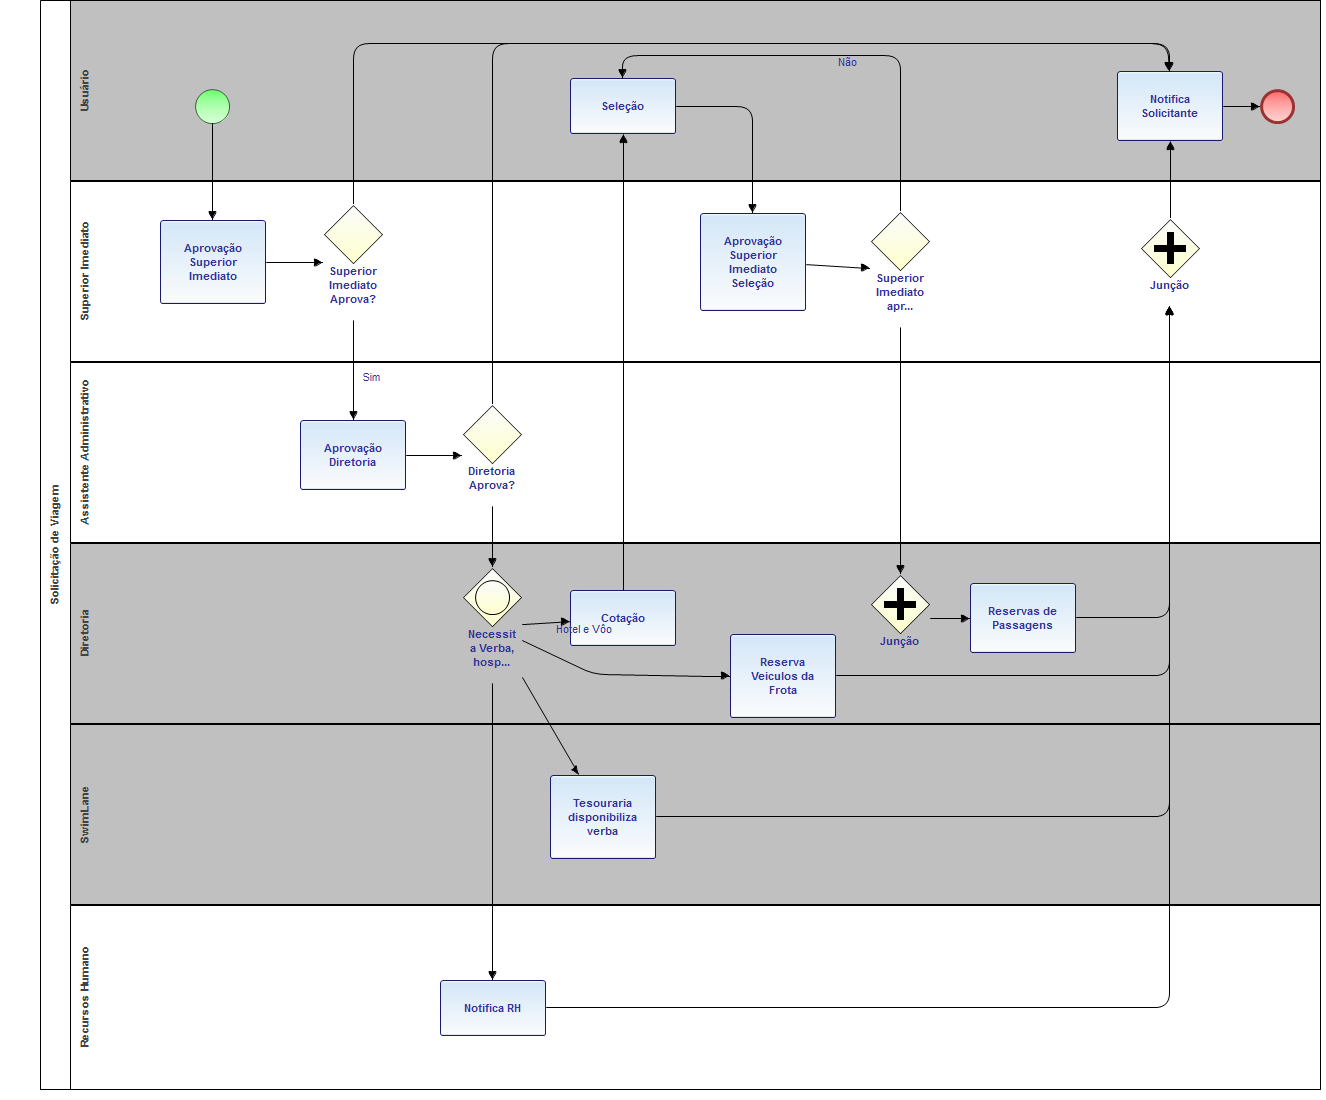 Solicitação de Viagem
Usuário
Não
Seleção
Notifica
Solicitante
Superior Imediato
Aprovação
Superior
Imediato
Superior
Imediato
Aprova?
Aprovação
Superior
Imediato
Seleção
Superior
Imediato
apr...
Junção
Assistente Administrativo
Sim
Aprovação
Diretoria
Diretoria
Aprova?
Diretoria
Necessit
a Verba,
hosp...
Cotação
Hotel e Vôo
Reserva
Veiculos da
Frota
Junção
Reservas de
Passagens
SwimLane
Tesouraria
disponibiliza
verba
Recursos Humano
Notifica RH